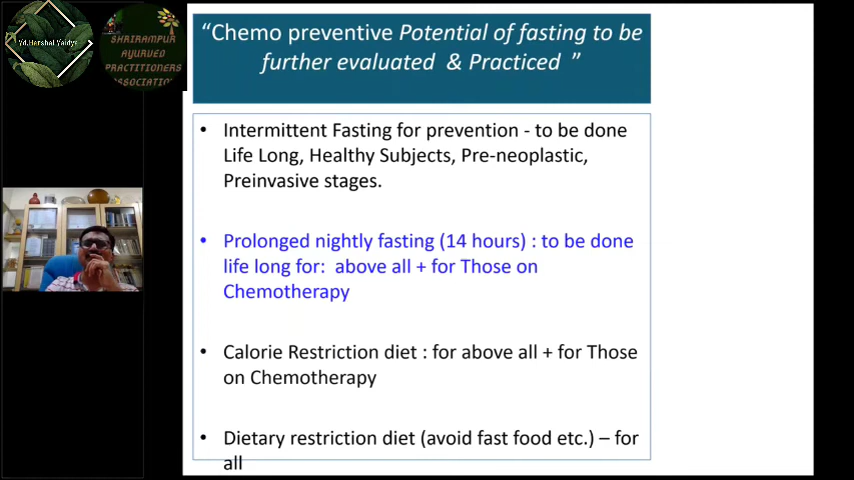 Yd.Harshal Vaidya
SHRIRAMPUR
AYURVED
PRACTITIONERS
ASSOCIATION
“Chemo preventive Potential of fasting to be
further evaluated & Practiced ”
• Intermittent Fasting for prevention - to be done
Life Long, Healthy Subjects, Pre-neoplastic,
Preinvasive stages.
• Prolonged nightly fasting (14 hours) : to be done
life long for: above all + for Those on
Chemotherapy
• Calorie Restriction diet : for above all + for Those
on Chemotherapy
• Dietary restriction diet (avoid fast food etc.) – for
all